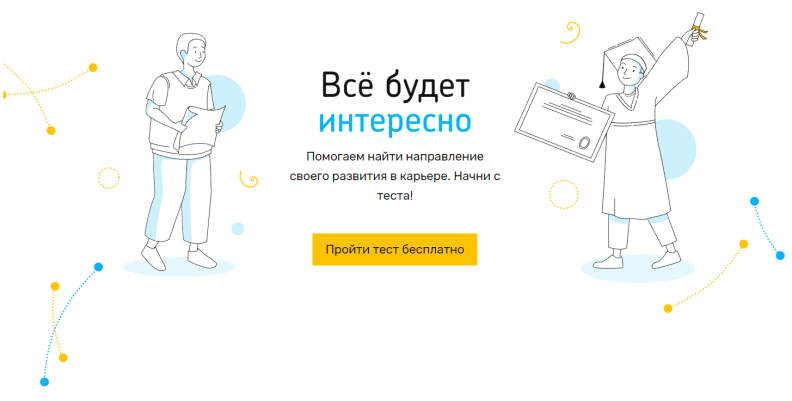 Всё будет
интересно
Помогаем найти направление
своего развития в карьере. Начни с
теста!
Пройти тест бесплатно